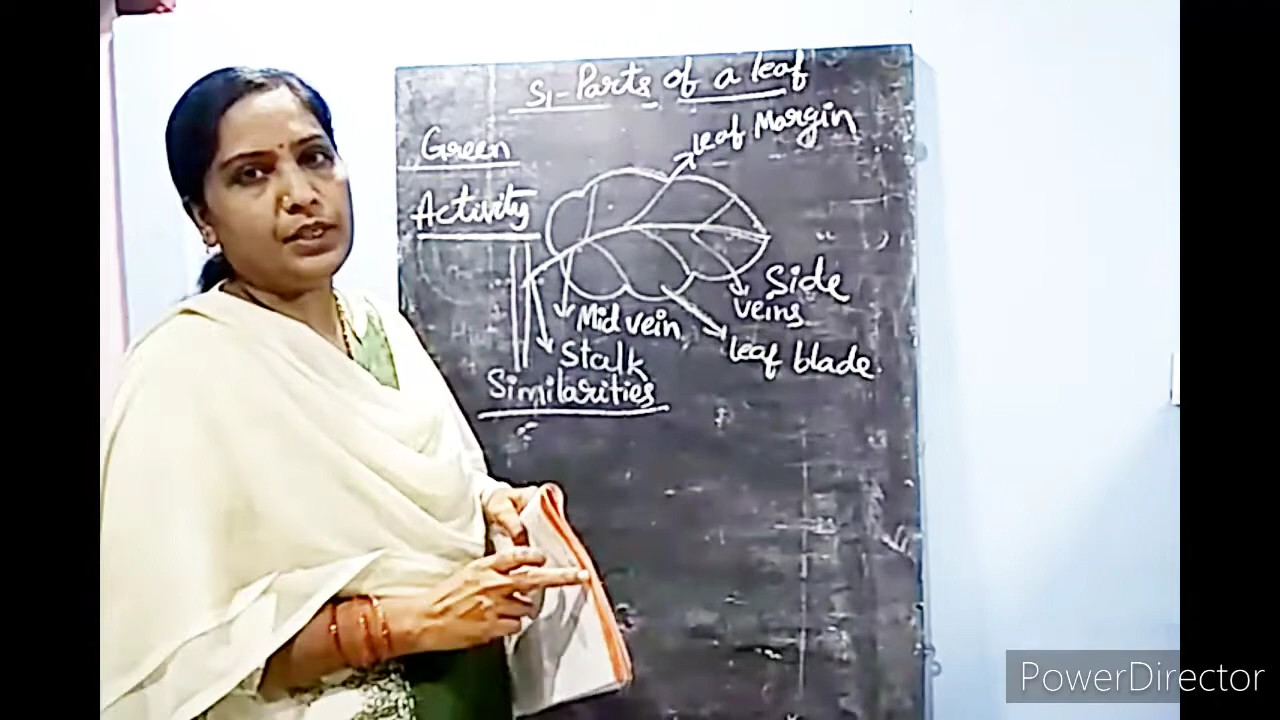 S1-Parts of a leaf
leaf Margin
Green
Activity
Side
veins
Mid vein
leaf blade.
Stalk
Similarities
PowerDirector